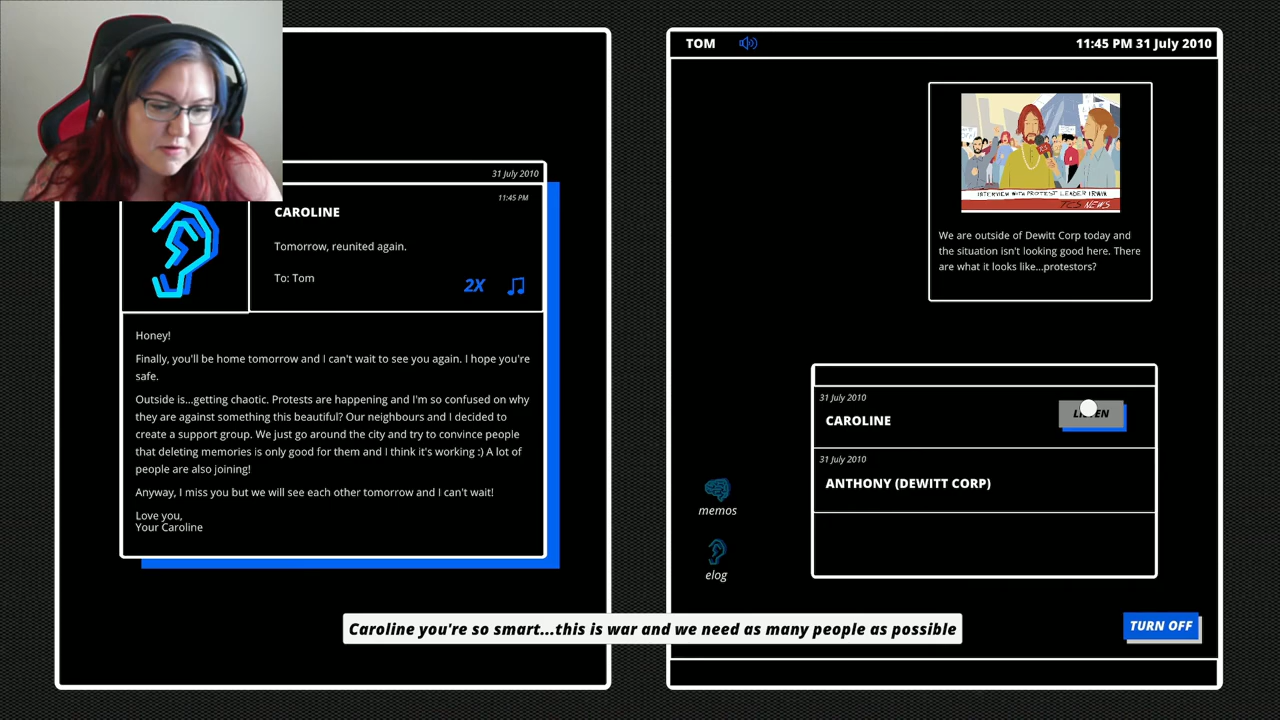 31 July 2010
11:45 PM
CAROLINE
Tomorrow, reunited again.
To: Tom
2X
Honey!
Finally, you'll be home tomorrow and I can't wait to see you again. I hope you're
safe.
Outside is...getting chaotic. Protests are happening and I'm so confused on why
they are against something this beautiful? Our neighbours and I decided to
create a support group. We just go around the city and try to convince people
that deleting memories is only good for them and I think it's working :) A lot of
people are also joining!
Anyway, I miss you but we will see each other tomorrow and I can't wait!
Love you,
Your Caroline
TOM
11:45 PM 31 July 2010
INTERVIEW WITH PROTEST LEADER IRWIN
NEWS
We are outside of Dewitt Corp today and
the situation isn't looking good here. There
are what it looks like...protestors?
31 July 2010
CAROLINE
LISTEN
31 July 2010
ANTHONY (DEWITT CORP)
memos
elog
Caroline you're so smart...this is war and we need as many people as possible
TURN OFF